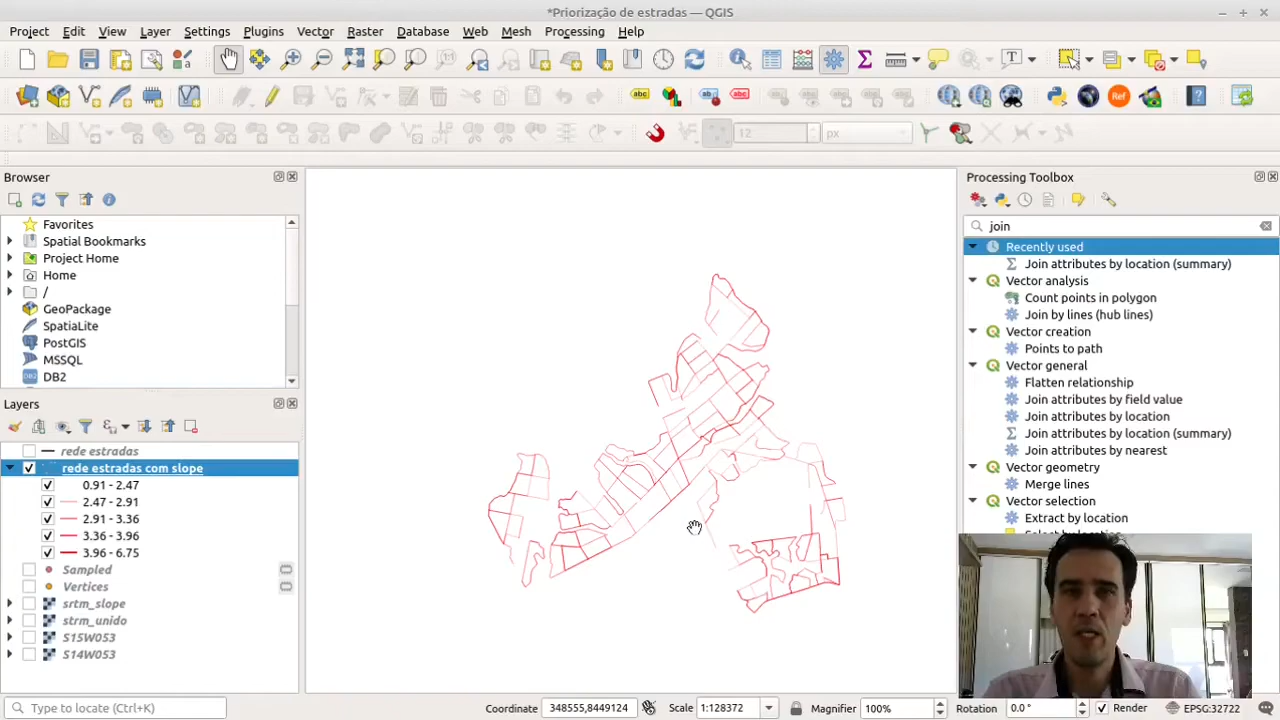 *Priorização de estradas — QGIS
Project Edit View Layer Settings Plugins Vector Raster Database Web Mesh Processing Help
12 px
Browser
Favorites
Spatial Bookmarks
Project Home
Home
/
GeoPackage
SpatiaLite
PostGIS
MSSQL
DB2
Layers
rede estradas
rede estradas com slope
0.91 - 2.47
2.47 - 2.91
2.91 - 3.36
3.36 - 3.96
3.96 - 6.75
Sampled
Vertices
srtm_slope
strm_unido
S15W053
S14W053
Processing Toolbox
join
Recently used
Join attributes by location (summary)
Vector analysis
Count points in polygon
Join by lines (hub lines)
Vector creation
Points to path
Vector general
Flatten relationship
Join attributes by field value
Join attributes by location
Join attributes by location (summary)
Join attributes by nearest
Vector geometry
Merge lines
Vector selection
Extract by location
Type to locate (Ctrl+K)
Coordinate 348555,8449124 Scale 1:128372 Magnifier 100% Rotation 0.0 ° Render EPSG:32722